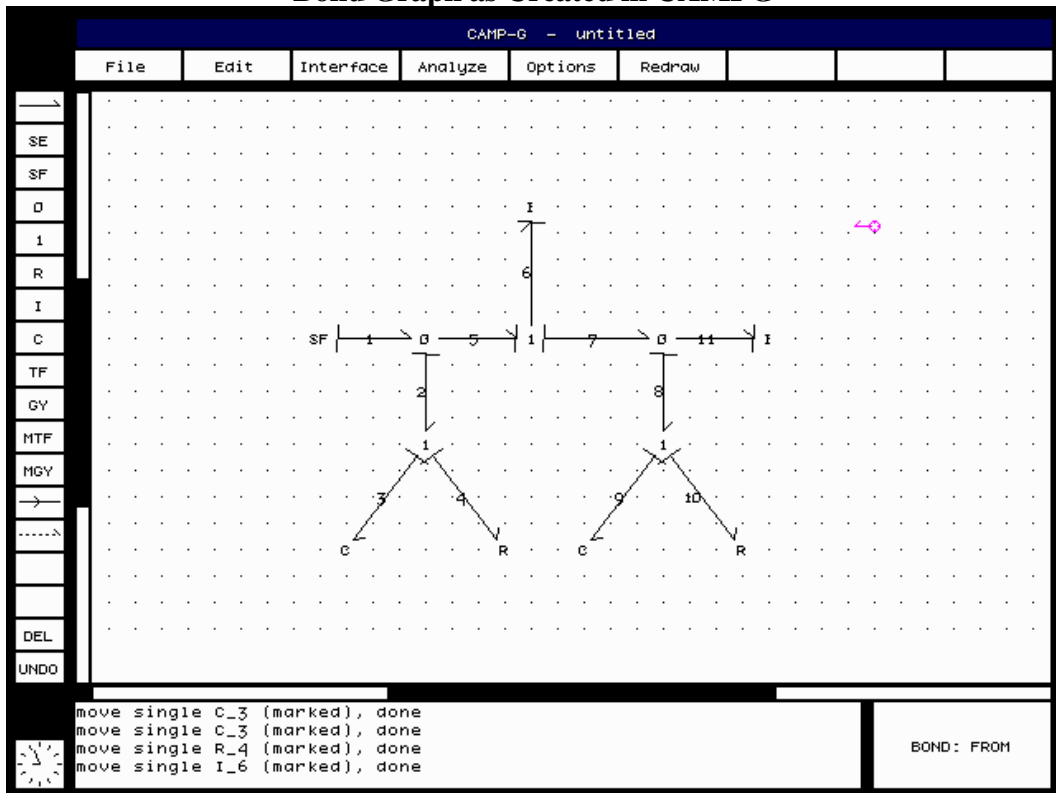 Bond Graph as Created in CAMP-G
CAMP-G - untitled
File Edit Interface Analyze Options Redraw
SE
SF
0
1
R
I
C
TF
GY
MTF
MGY
DEL
UNDO
I
6
SF 1 0 5 1 7 0 11 I
2 8
1 1
3 4 9 10
C R C R
move single C_3 (marked), done
move single C_3 (marked), done
move single R_4 (marked), done
move single I_6 (marked), done
BOND: FROM